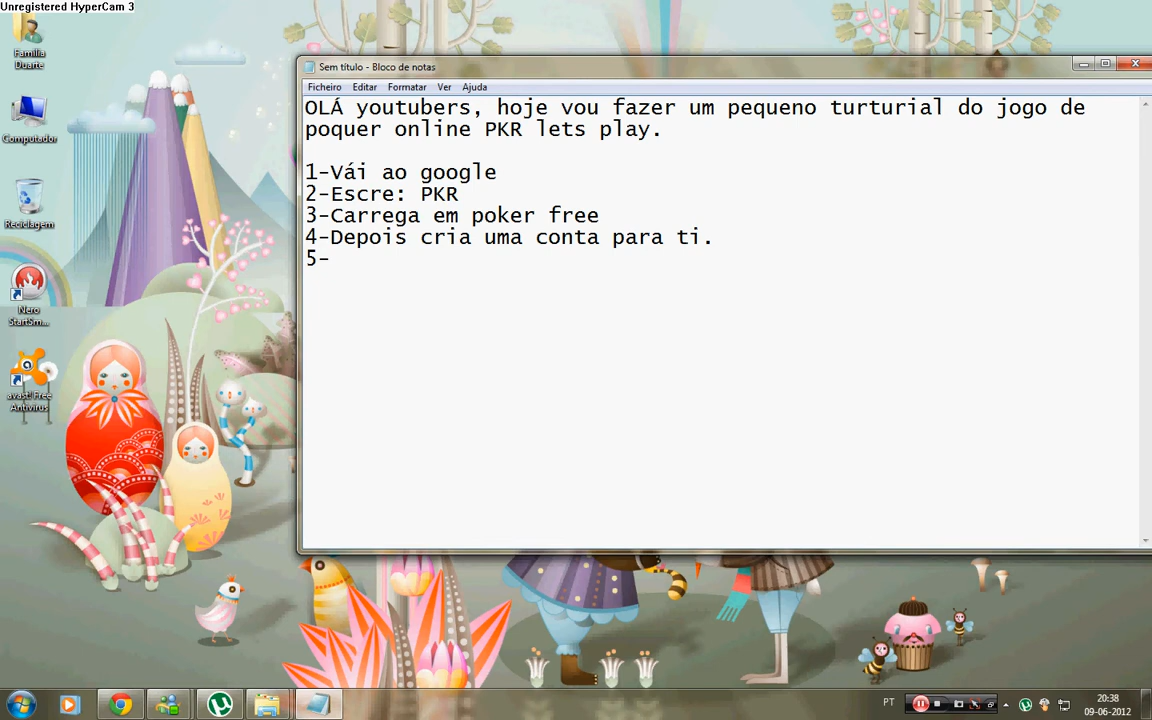 Unregistered HyperCam 3
Familia
Duarte
Computador
Reciclagem
Nero
StartSm...
avast! Free
Antivirus
Sem título - Bloco de notas
Ficheiro Editar Formatar Ver Ajuda
OLÁ youtubers, hoje vou fazer um pequeno turturial do jogo de
poquer online PKR lets play.
1-Vái ao google
2-Escre: PKR
3-Carrega em poker free
4-Depois cria uma conta para ti.
5-
PT
20:38
09-06-2012